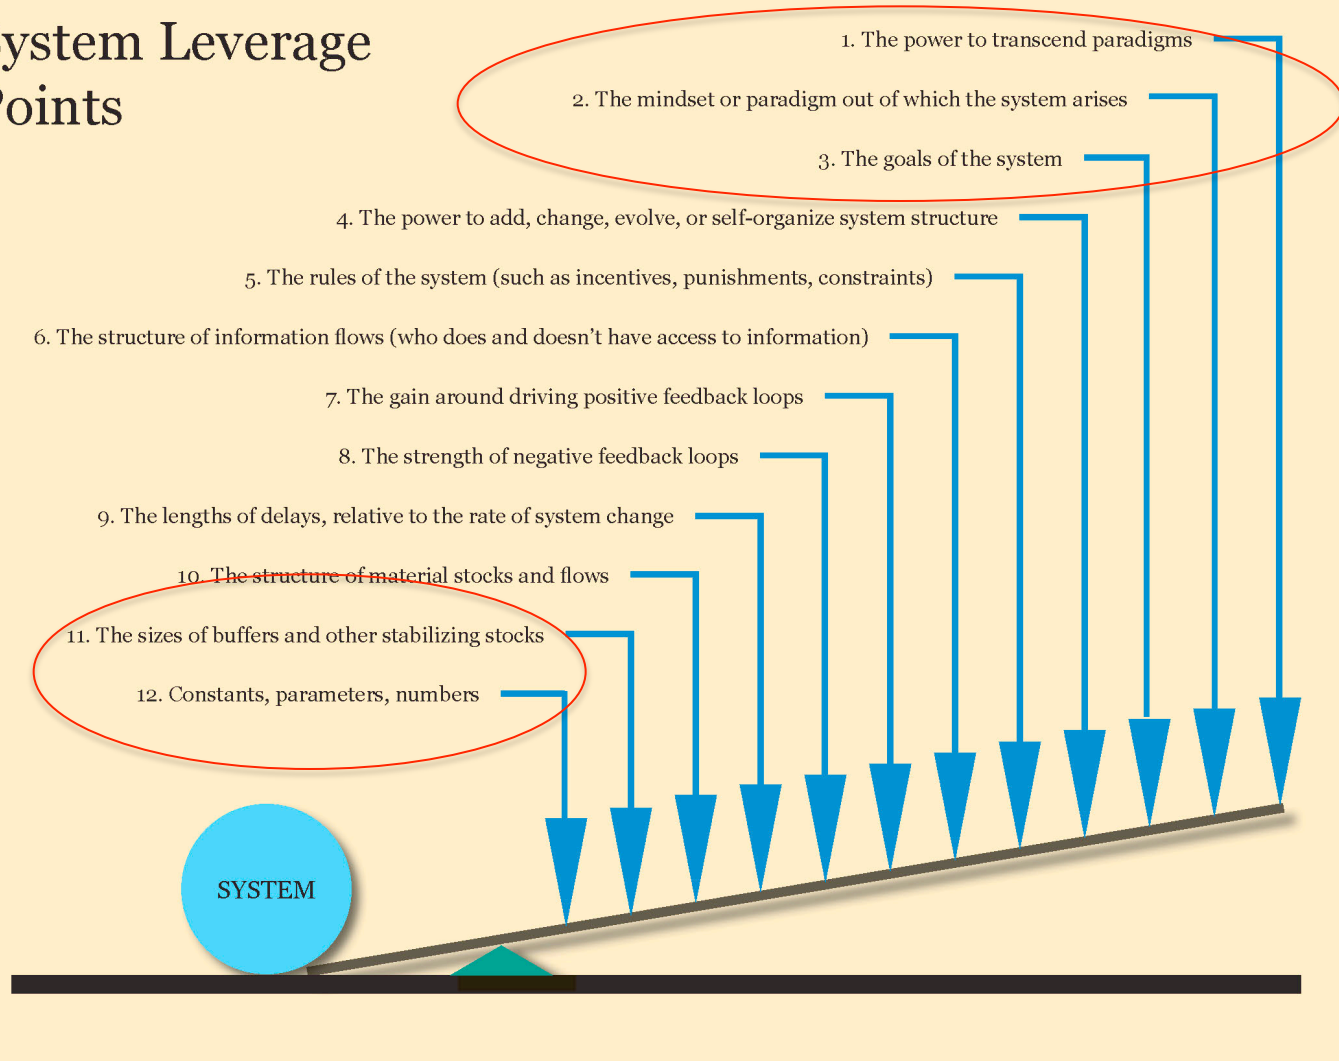 ystem Leverage
oints
1. The power to transcend paradigms
2. The mindset or paradigm out of which the system arises
3. The goals of the system
4. The power to add, change, evolve, or self-organize system structure
5. The rules of the system (such as incentives, punishments, constraints)
6. The structure of information flows (who does and doesn’t have access to information)
7. The gain around driving positive feedback loops
8. The strength of negative feedback loops
9. The lengths of delays, relative to the rate of system change
10. The structure of material stocks and flows
11. The sizes of buffers and other stabilizing stocks
12. Constants, parameters, numbers
SYSTEM